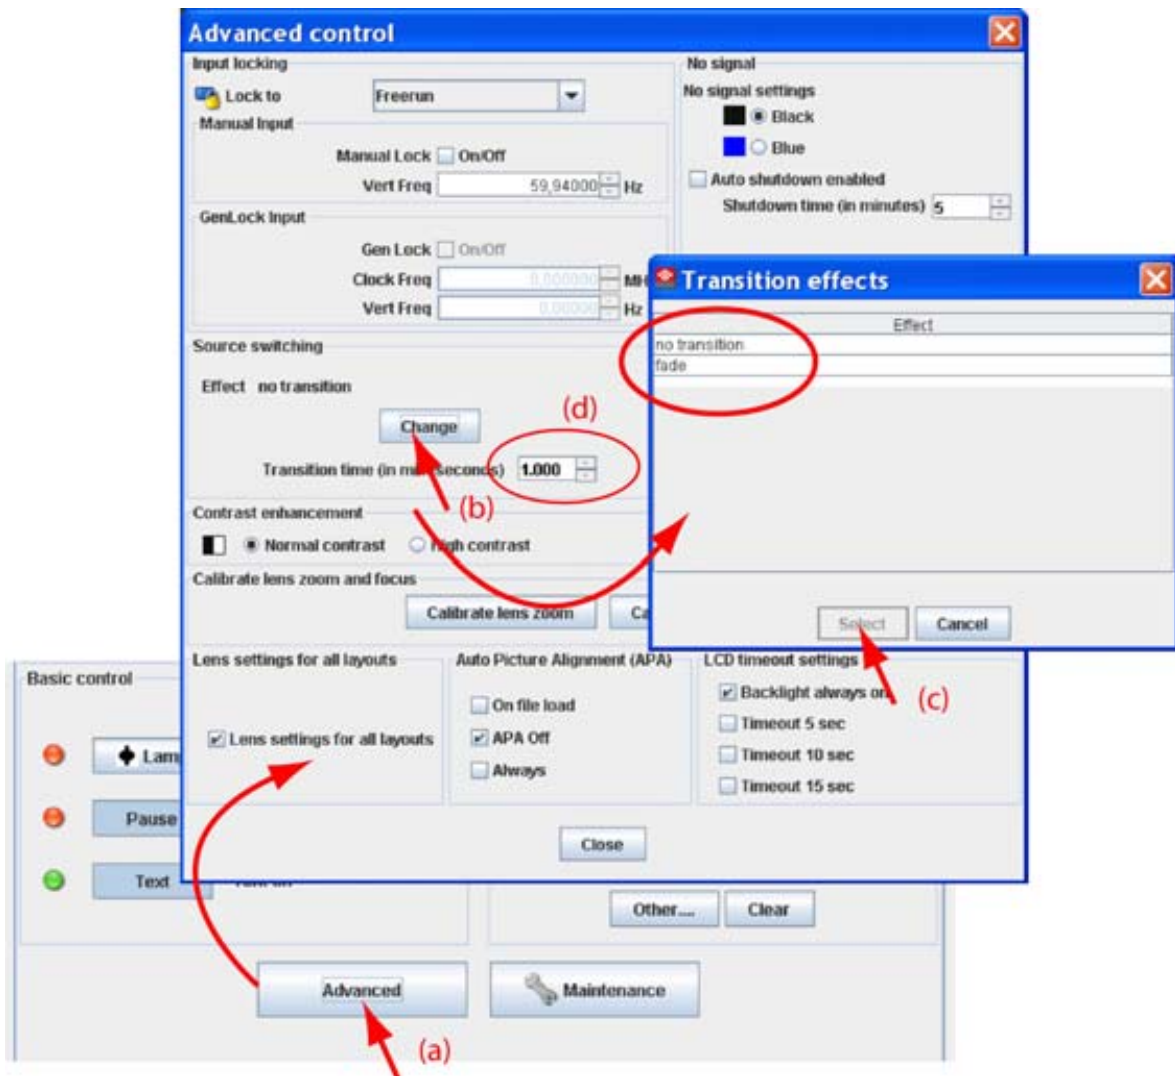 Advanced control
Input locking
Lock to Freerun
Manual Input
Manual Lock On/Off
Vert Freq 59,94000 Hz
GenLock Input
Gen Lock On/Off
Clock Freq 0,000000
Vert Freq 0,00000 Hz
No signal
No signal settings
Black
Blue
Auto shutdown enabled
Shutdown time (in minutes) 5
Source switching
Effect no transition
Change
(d)
Transition time (in 1.000
(b)
Contrast enhancement
Normal contrast contrast
Calibrate lens zoom and focus
Calibrate lens zoom Ca
Transition effects
Effect
no transition
fade
Select Cancel
(c)
Lens settings for all layouts
Lens settings for all layouts
Auto Picture Alignment (APA)
On file load
APA Off
Always
LCD timeout settings
Backlight always on
Timeout 5 sec
Timeout 10 sec
Timeout 15 sec
Close
Basic control
Lam
Pause
Text
Other.... Clear
Advanced Maintenance
(a)